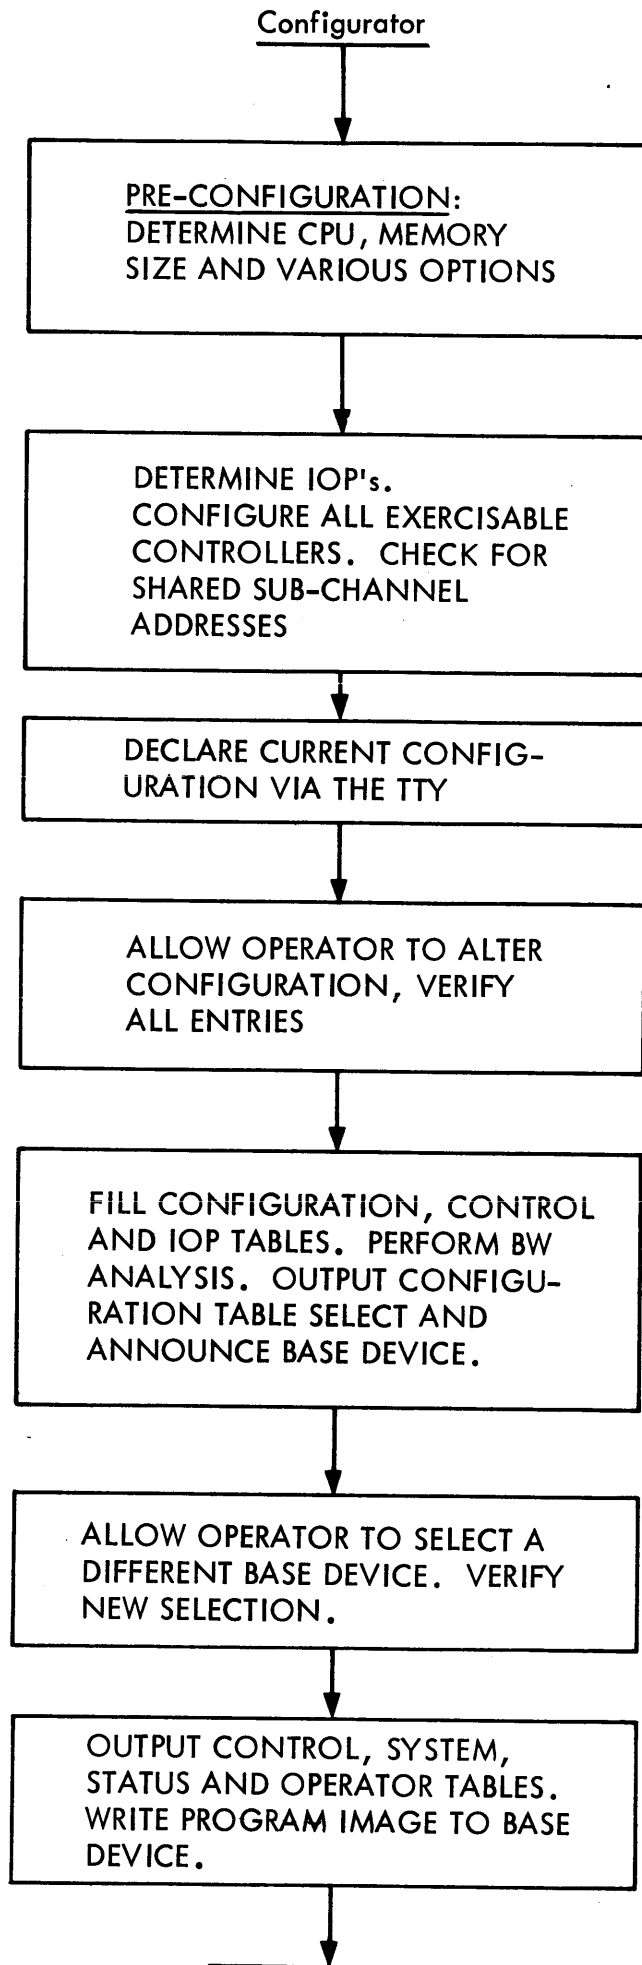 Configurator
PRE-CONFIGURATION:
DETERMINE CPU, MEMORY
SIZE AND VARIOUS OPTIONS
DETERMINE IOP's.
CONFIGURE ALL EXERCISABLE
CONTROLLERS. CHECK FOR
SHARED SUB-CHANNEL
ADDRESSES
DECLARE CURRENT CONFIG-
URATION VIA THE TTY
ALLOW OPERATOR TO ALTER
CONFIGURATION, VERIFY
ALL ENTRIES
FILL CONFIGURATION, CONTROL
AND IOP TABLES. PERFORM BW
ANALYSIS. OUTPUT CONFIGU-
RATION TABLE SELECT AND
ANNOUNCE BASE DEVICE.
ALLOW OPERATOR TO SELECT A
DIFFERENT BASE DEVICE. VERIFY
NEW SELECTION.
OUTPUT CONTROL, SYSTEM,
STATUS AND OPERATOR TABLES.
WRITE PROGRAM IMAGE TO BASE
DEVICE.